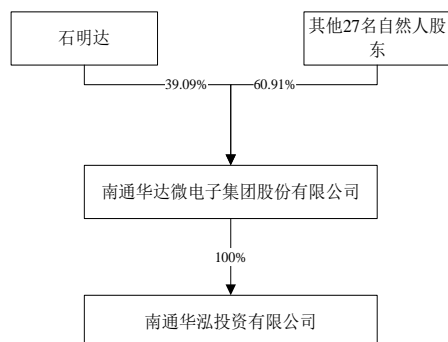 石明达
其他27名自然人股
东
39.09%
60.91%
南通华达微电子集团股份有限公司
100%
南通华泓投资有限公司